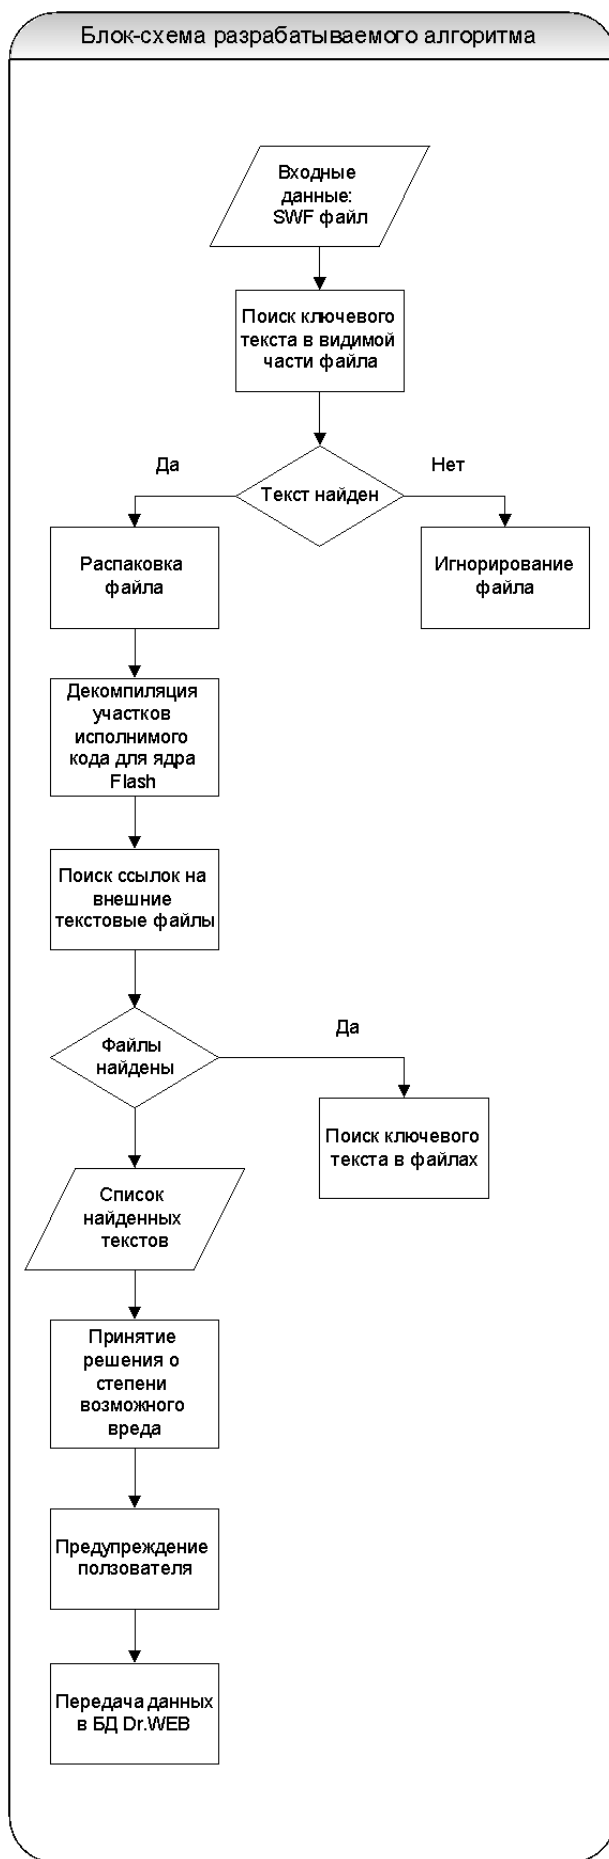 Блок-схема разрабатываемого алгоритма
Входные
данные:
SWF файл
Поиск ключевого
текста в видимой
части файла
Да
Нет
Текст найден
Распаковка
файла
Игнорирование
файла
Декомпиляция
участков
исполнимого
кода для ядра
Flash
Поиск ссылок на
внешние
текстовые файлы
Да
Файлы
найдены
Поиск ключевого
текста в файлах
Список
найденных
текстов
Принятие
решения о
степени
возможного
вреда
Предупреждение
ползователя
Передача данных
в БД Dr.WEB